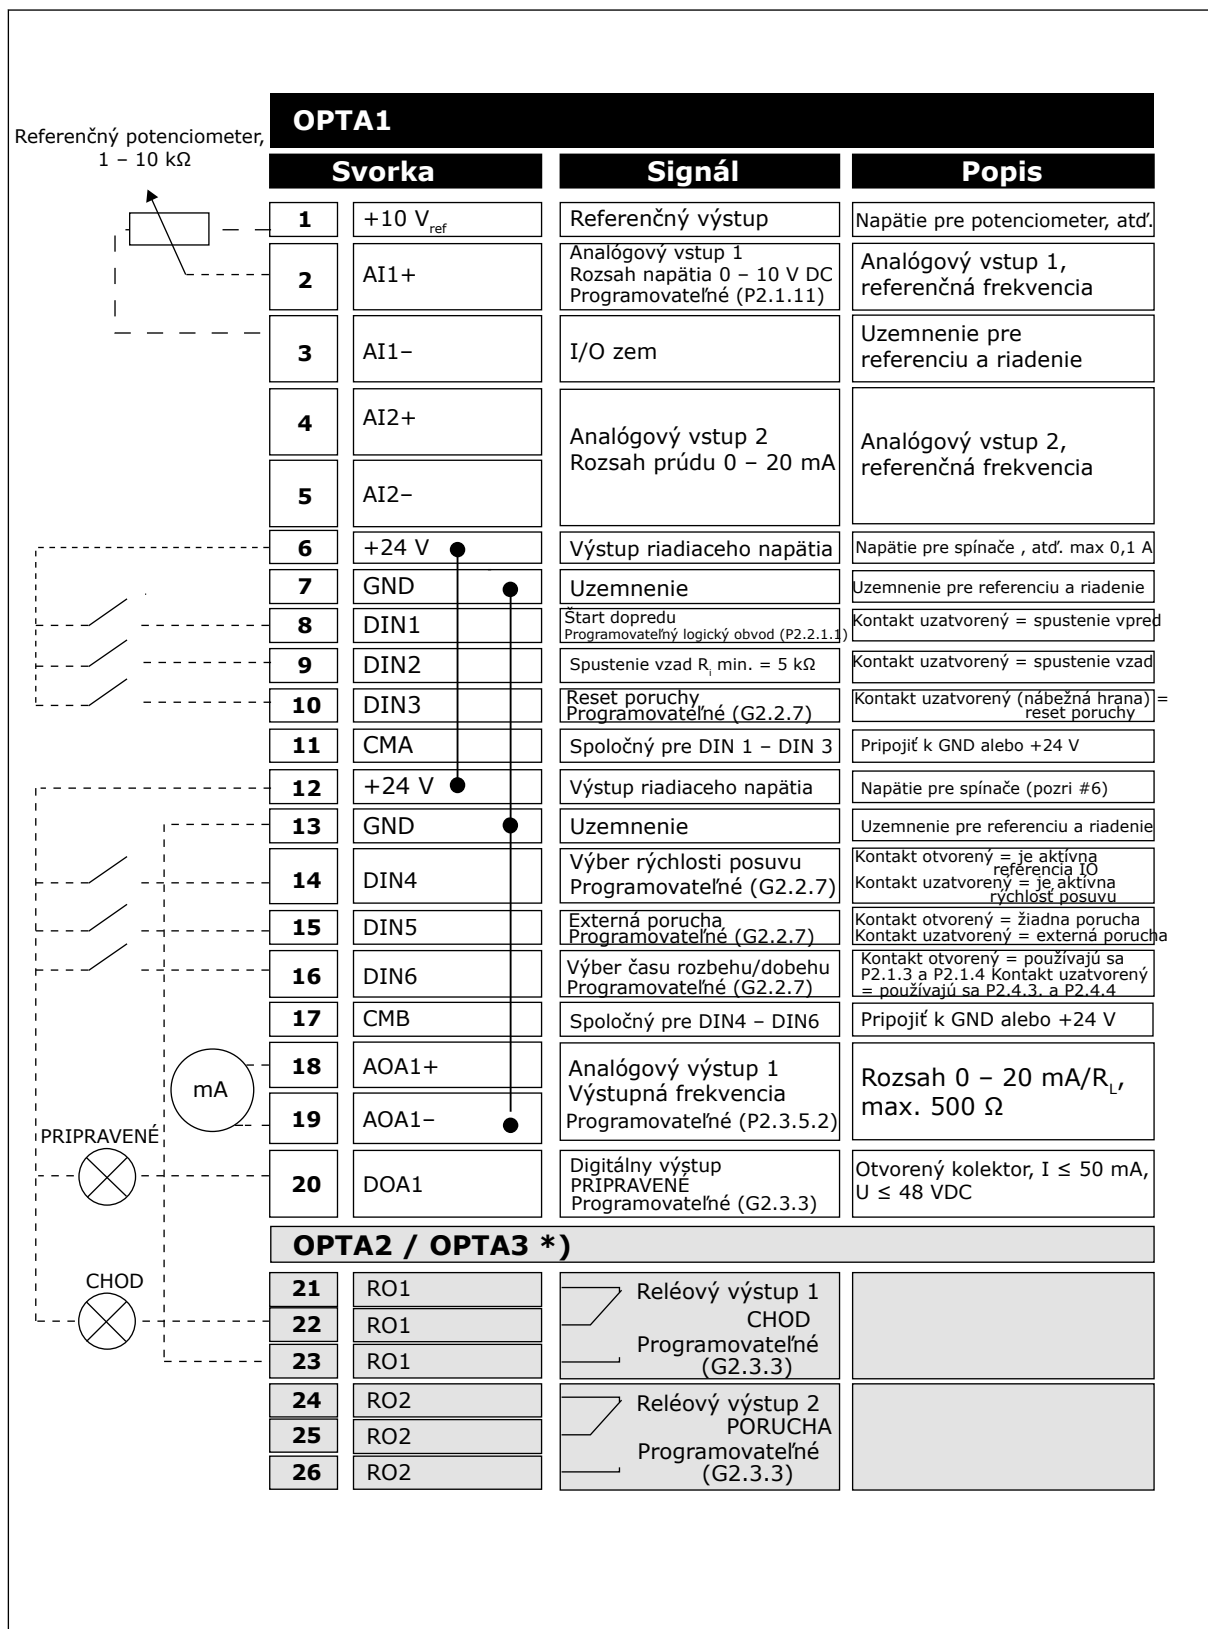 OPTA1
Referenčný potenciometer,
1 – 10 kΩ
Svorka Signál Popis
1 +10 Vref Referenčný výstup Napätie pre potenciometer, atď.
2 AI1+ Analógový vstup 1
Rozsah napätia 0 – 10 V DC
Programovateľné (P2.1.11)
Analógový vstup 1,
referenčná frekvencia
3 AI1– I/O zem
Uzemnenie pre
referenciu a riadenie
4 AI2+
Analógový vstup 2
Rozsah prúdu 0 – 20 mA
Analógový vstup 2,
referenčná frekvencia
5 AI2–
6 +24 V Výstup riadiaceho napätia Napätie pre spínače , atď. max 0,1 A
7 GND Uzemnenie Uzemnenie pre referenciu a riadenie
8 DIN1 Štart dopredu
Programovateľný logický obvod (P2.2.1.1)
Kontakt uzatvorený = spustenie vpred
9 DIN2 Spustenie vzad Ri min. = 5 kΩ Kontakt uzatvorený = spustenie vzad
10 DIN3 Reset poruchy
Programovateľné (G2.2.7)
Kontakt uzatvorený (nábežná hrana) =
reset poruchy
11 CMA Spoločný pre DIN 1 – DIN 3 Pripojiť k GND alebo +24 V
12 +24 V Výstup riadiaceho napätia Napätie pre spínače (pozri #6)
13 GND Uzemnenie Uzemnenie pre referenciu a riadenie
14 DIN4 Výber rýchlosti posuvu
Programovateľné (G2.2.7)
Kontakt otvorený = je aktívna
referencia IO
Kontakt uzatvorený = je aktívna
rýchlosť posuvu
15 DIN5 Externá porucha
Programovateľné (G2.2.7)
Kontakt otvorený = žiadna porucha
Kontakt uzatvorený = externá porucha
16 DIN6 Výber času rozbehu/dobehu
Programovateľné (G2.2.7)
Kontakt otvorený = používajú sa
P2.1.3 a P2.1.4 Kontakt uzatvorený
= používajú sa P2.4.3. a P2.4.4
17 CMB Spoločný pre DIN4 – DIN6 Pripojiť k GND alebo +24 V
mA
18 AOA1+
Analógový výstup 1
Výstupná frekvencia
Programovateľné (P2.3.5.2)
Rozsah 0 – 20 mA/RL,
max. 500 Ω
19 AOA1–
PRIPRAVENÉ
20 DOA1 Digitálny výstup
PRIPRAVENÉ
Programovateľné (G2.3.3)
Otvorený kolektor, I ≤ 50 mA,
U ≤ 48 VDC
OPTA2 / OPTA3 *)
CHOD
21 RO1
22 RO1
23 RO1
Reléový výstup 1
CHOD
Programovateľné
(G2.3.3)
24 RO2
25 RO2
26 RO2
Reléový výstup 2
PORUCHA
Programovateľné
(G2.3.3)